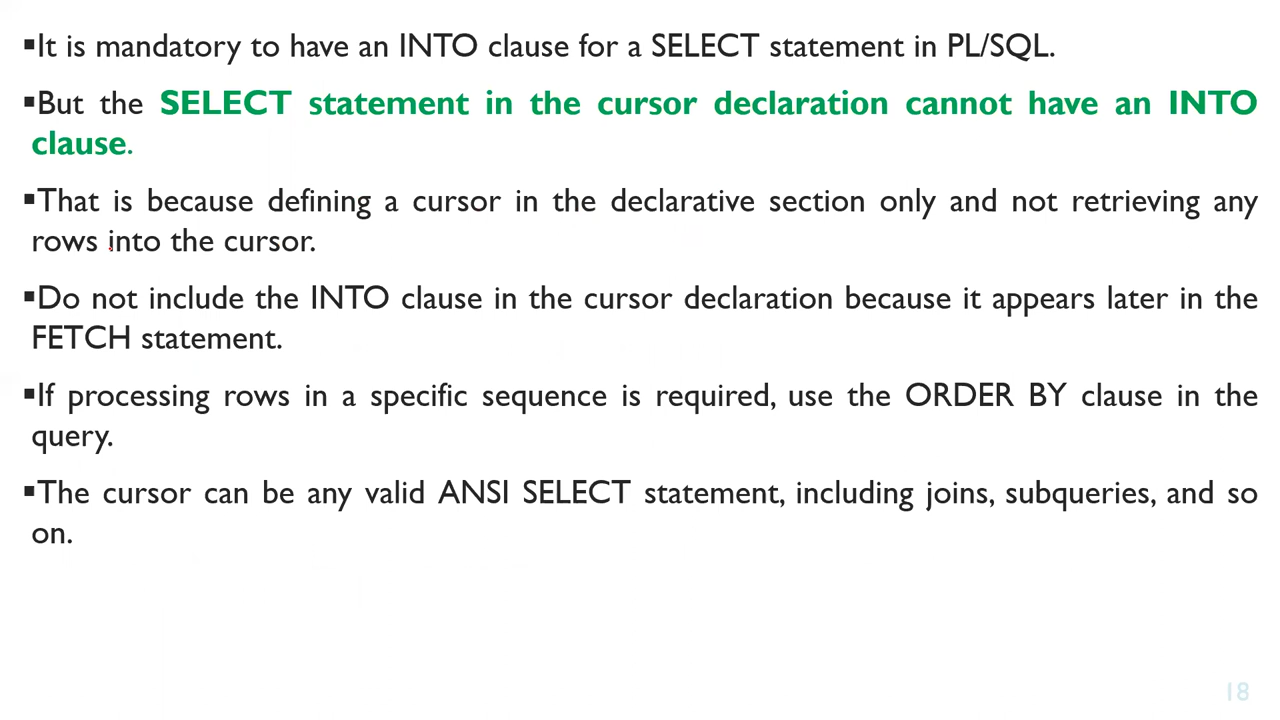 ▪It is mandatory to have an INTO clause for a SELECT statement in PL/SQL.
▪But the SELECT statement in the cursor declaration cannot have an INTO
clause.
▪That is because defining a cursor in the declarative section only and not retrieving any
rows into the cursor.
▪Do not include the INTO clause in the cursor declaration because it appears later in the
FETCH statement.
▪If processing rows in a specific sequence is required, use the ORDER BY clause in the
query.
▪The cursor can be any valid ANSI SELECT statement, including joins, subqueries, and so
on.
18